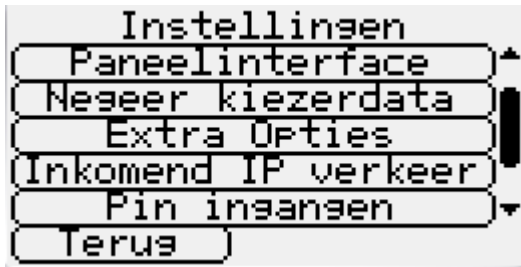 Instellingen
Paneelinterface
Negeer kiezerdata
Extra Opties
Inkomend IP verkeer
Pin ingangen
Terug